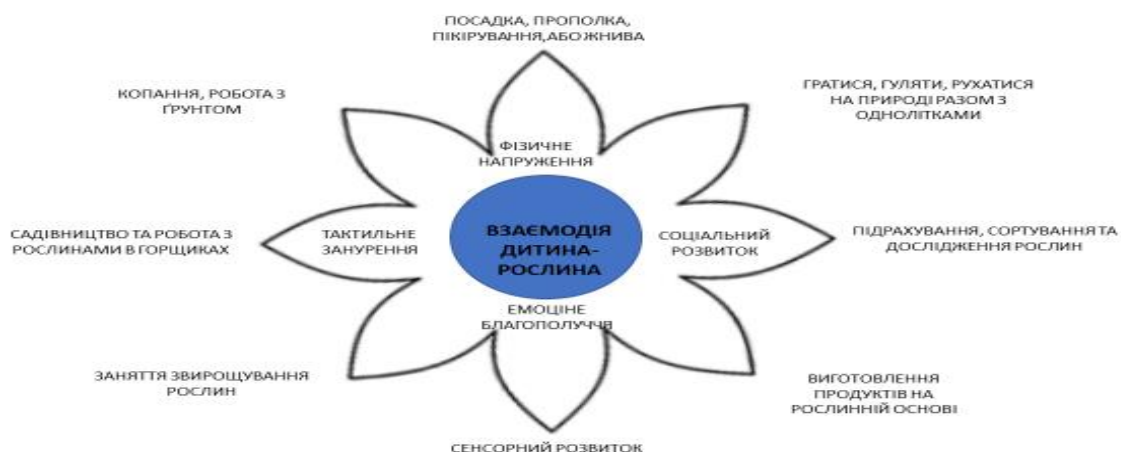 ПОСАДКА, ПРОПОЛКА,
ПІКІРУВАННЯ,АБО ЖНИВА
КОПАННЯ, РОБОТА З
ҐРУНТОМ
ГРАТИСЯ, ГУЛЯТИ, РУХАТИСЯ
НА ПРИРОДІ РАЗОМ З
ОДНОЛІТКАМИ
ФІЗИЧНЕ
НАПРУЖЕННЯ
САДІВНИЦТВО ТА РОБОТА З
РОСЛИНАМИ В ГОРЩИКАХ
ТАКТИЛЬНЕ
ЗАНУРЕННЯ
ВЗАЄМОДІЯ
ДИТИНА-
РОСЛИНА
СОЦІАЛЬНИЙ
РОЗВИТОК
ПІДРАХУВАННЯ, СОРТУВАННЯ ТА
ДОСЛІДЖЕННЯ РОСЛИН
ЕМОЦІНЕ
БЛАГОПОЛУЧЧЯ
ЗАНЯТТЯ ЗВИРОЩУВАННЯ
РОСЛИН
ВИГОТОВЛЕННЯ
ПРОДУКТІВ НА
РОСЛИННІЙ ОСНОВІ
СЕНСОРНИЙ РОЗВИТОК